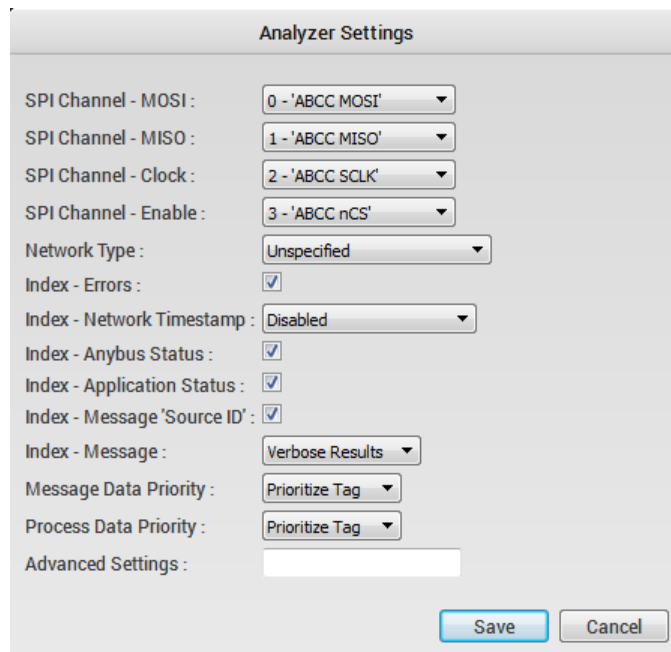 Analyzer Settings
SPI Channel - MOSI : 0 - 'ABCC MOSI'
SPI Channel - MISO : 1 - 'ABCC MISO'
SPI Channel - Clock : 2 - 'ABCC SCLK'
SPI Channel - Enable : 3 - 'ABCC nCS'
Network Type : Unspecified
Index - Errors :
Index - Network Timestamp : Disabled
Index - Anybus Status :
Index - Application Status :
Index - Message 'Source ID' :
Index - Message : Verbose Results
Message Data Priority : Prioritize Tag
Process Data Priority : Prioritize Tag
Advanced Settings :
Save Cancel